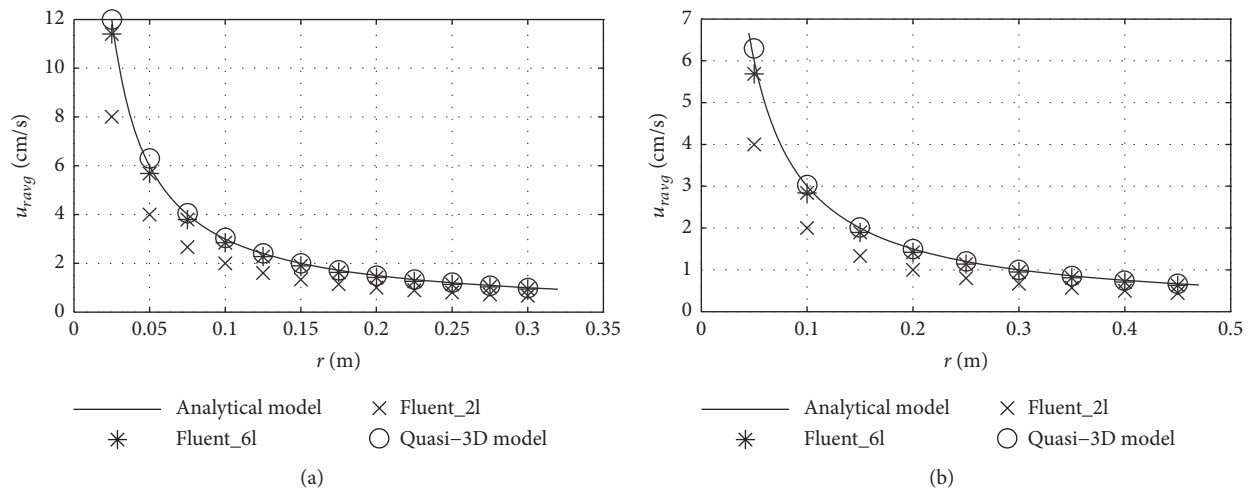 12
10
8
6
4
2
0
u_ravg (cm/s)
0 0.05 0.1 0.15 0.2 0.25 0.3 0.35
r (m)
Analytical model
Fluent_6l
Fluent_2l
Quasi−3D model
(a)
7
6
5
4
3
2
1
0
u_ravg (cm/s)
0 0.1 0.2 0.3 0.4 0.5
r (m)
Analytical model
Fluent_6l
Fluent_2l
Quasi−3D model
(b)